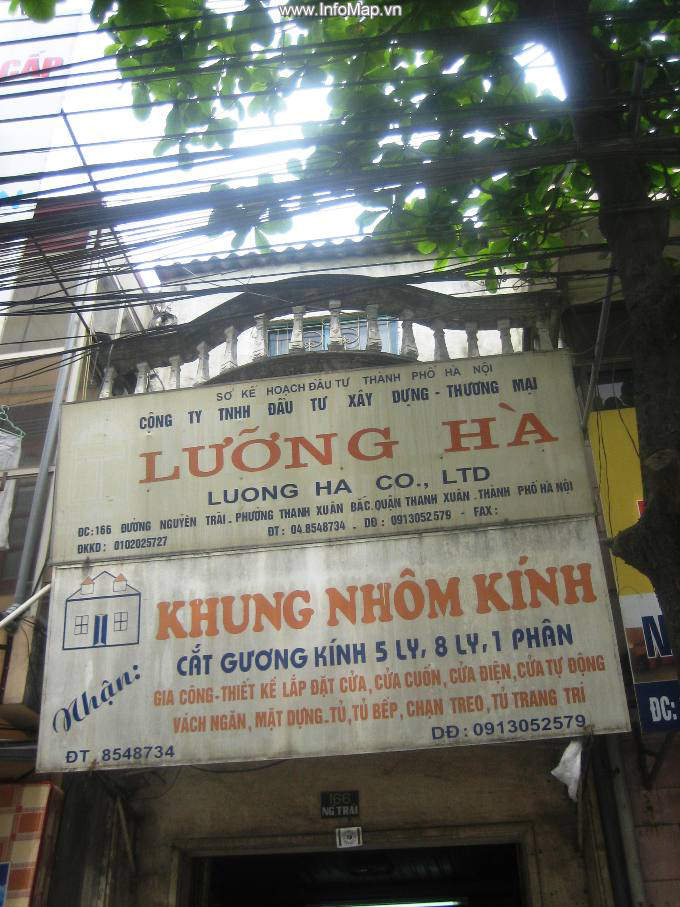 www.InfoMap.vn
CẤP
SỞ KẾ HOẠCH ĐẦU TƯ THÀNH PHỐ HÀ NỘI
CÔNG TY TNHH ĐẦU TƯ XÂY DỰNG - THƯƠNG MẠI
LƯỠNG HÀ
LUONG HA CO., LTD
ĐC:166 ĐƯỜNG NGUYỄN TRÃI - PHƯỜNG THANH XUÂN BẮC.QUẬN THANH XUÂN - THÀNH PHỐ HÀ NỘI
ĐKKD : 0102025727 ĐT : 04.8548734 - DĐ : 0913052579 - FAX :
KHUNG NHÔM KÍNH
CẮT GƯƠNG KÍNH 5 LY, 8 LY, 1 PHÂN
Nhận:
GIA CÔNG-THIẾT KẾ LẮP ĐẶT CỬA, CỬA CUỐN, CỬA ĐIỆN, CỬA TỰ ĐỘNG
VÁCH NGĂN, MẶT DỰNG-TỦ, TỦ BẾP, CHẠN TREO, TỦ TRANG TRÍ
ĐT 8548734
DĐ: 0913052579
N
ĐC:
166
NG TRÃI